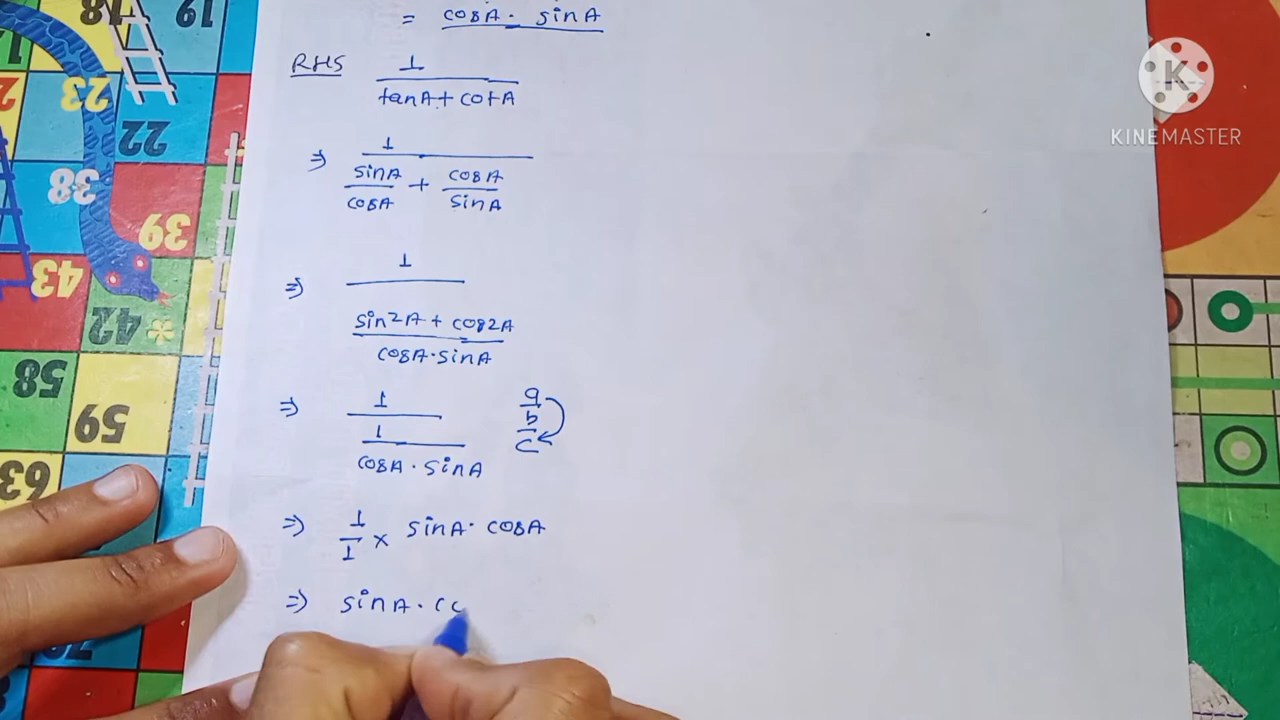 = cosA · sinA
RHS 1
tanA + cotA
⇒ 1
sinA + cosA
cosA sinA
⇒ 1
sin2A + cos2A
cosA·sinA
⇒ 1 a
1 b
cosA · sinA c
⇒ 1/1 × sinA · cosA
⇒ sinA · co
K
KINEMASTER
19
18
23
22
38
39
43
42
58
59
63